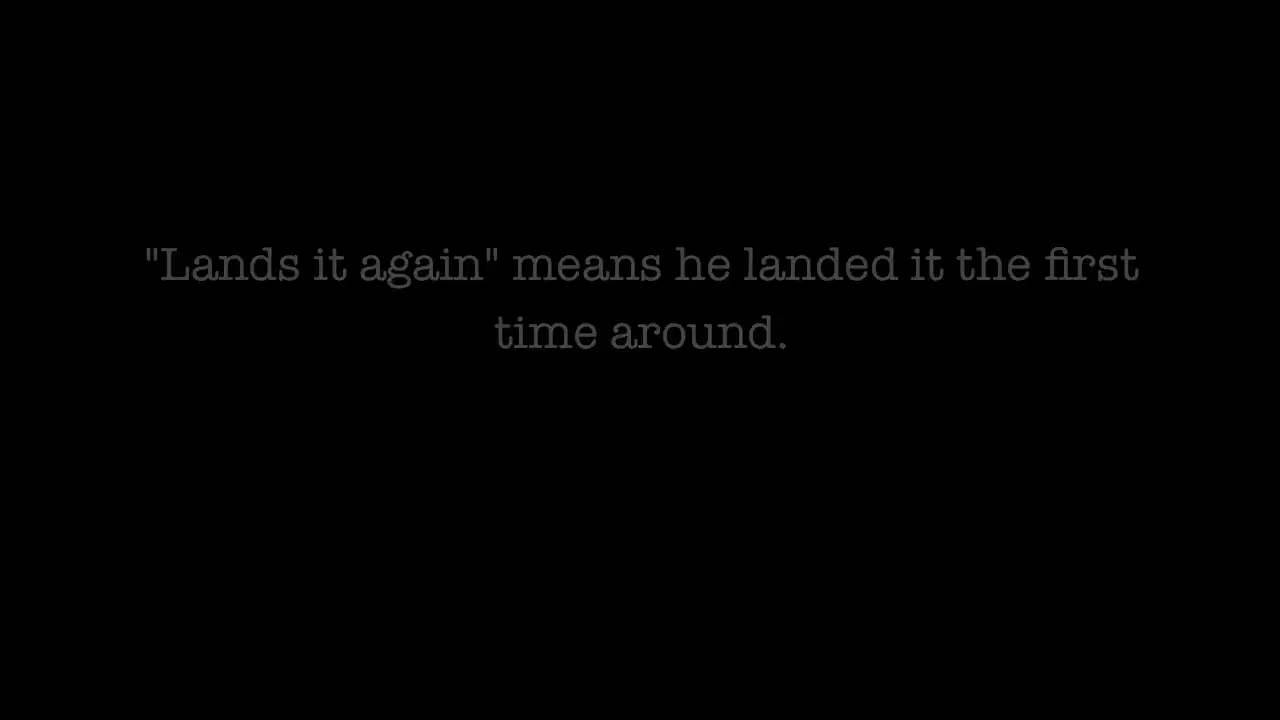 "Lands it again" means he landed it the first
time around.